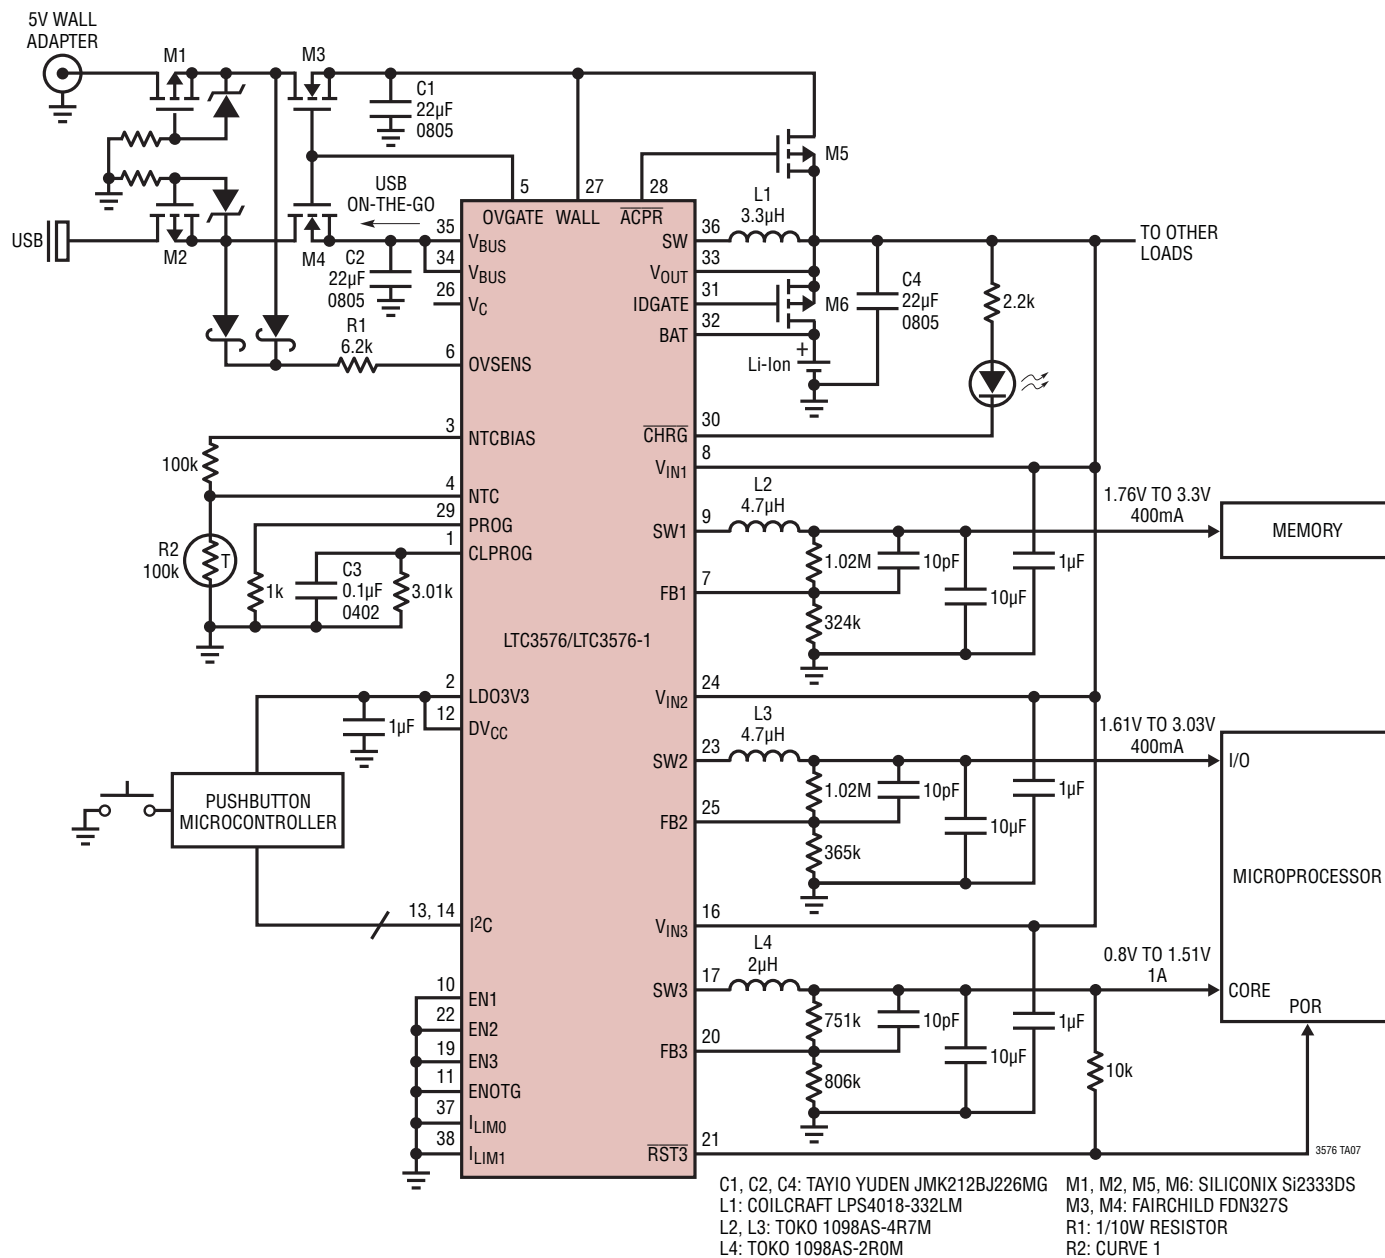 5V WALL
ADAPTER
M1
M3
C1
22µF
0805
M5
USB
ON-THE-GO
5
27
28
OVGATE
WALL
ACPR
L1
3.3µH
USB
M2
M4
C2
22µF
0805
35
VBUS
34
VBUS
26
VC
R1
6.2k
6
OVSENS
36
SW
33
VOUT
31
IDGATE
32
BAT
M6
Li-Ion
+
C4
22µF
0805
2.2k
TO OTHER
LOADS
30
CHRG
3
NTCBIAS
100k
4
NTC
29
PROG
1
CLPROG
R2
100k
T
1k
C3
0.1µF
0402
3.01k
8
VIN1
L2
4.7µH
9
SW1
1.02M
10pF
10µF
1µF
7
FB1
324k
1.76V TO 3.3V
400mA
MEMORY
LTC3576/LTC3576-1
2
LDO3V3
12
DVCC
1µF
PUSHBUTTON
MICROCONTROLLER
13, 14
I2C
24
VIN2
L3
4.7µH
23
SW2
1.02M
10pF
10µF
1µF
25
FB2
365k
1.61V TO 3.03V
400mA
I/O
MICROPROCESSOR
16
VIN3
L4
2µH
17
SW3
751k
10pF
10µF
1µF
20
FB3
806k
0.8V TO 1.51V
1A
CORE
POR
10k
10
EN1
22
EN2
19
EN3
11
ENOTG
37
ILIM0
38
ILIM1
21
RST3
3576 TA07
C1, C2, C4: TAYIO YUDEN JMK212BJ226MG
L1: COILCRAFT LPS4018-332LM
L2, L3: TOKO 1098AS-4R7M
L4: TOKO 1098AS-2R0M
M1, M2, M5, M6: SILICONIX Si2333DS
M3, M4: FAIRCHILD FDN327S
R1: 1/10W RESISTOR
R2: CURVE 1